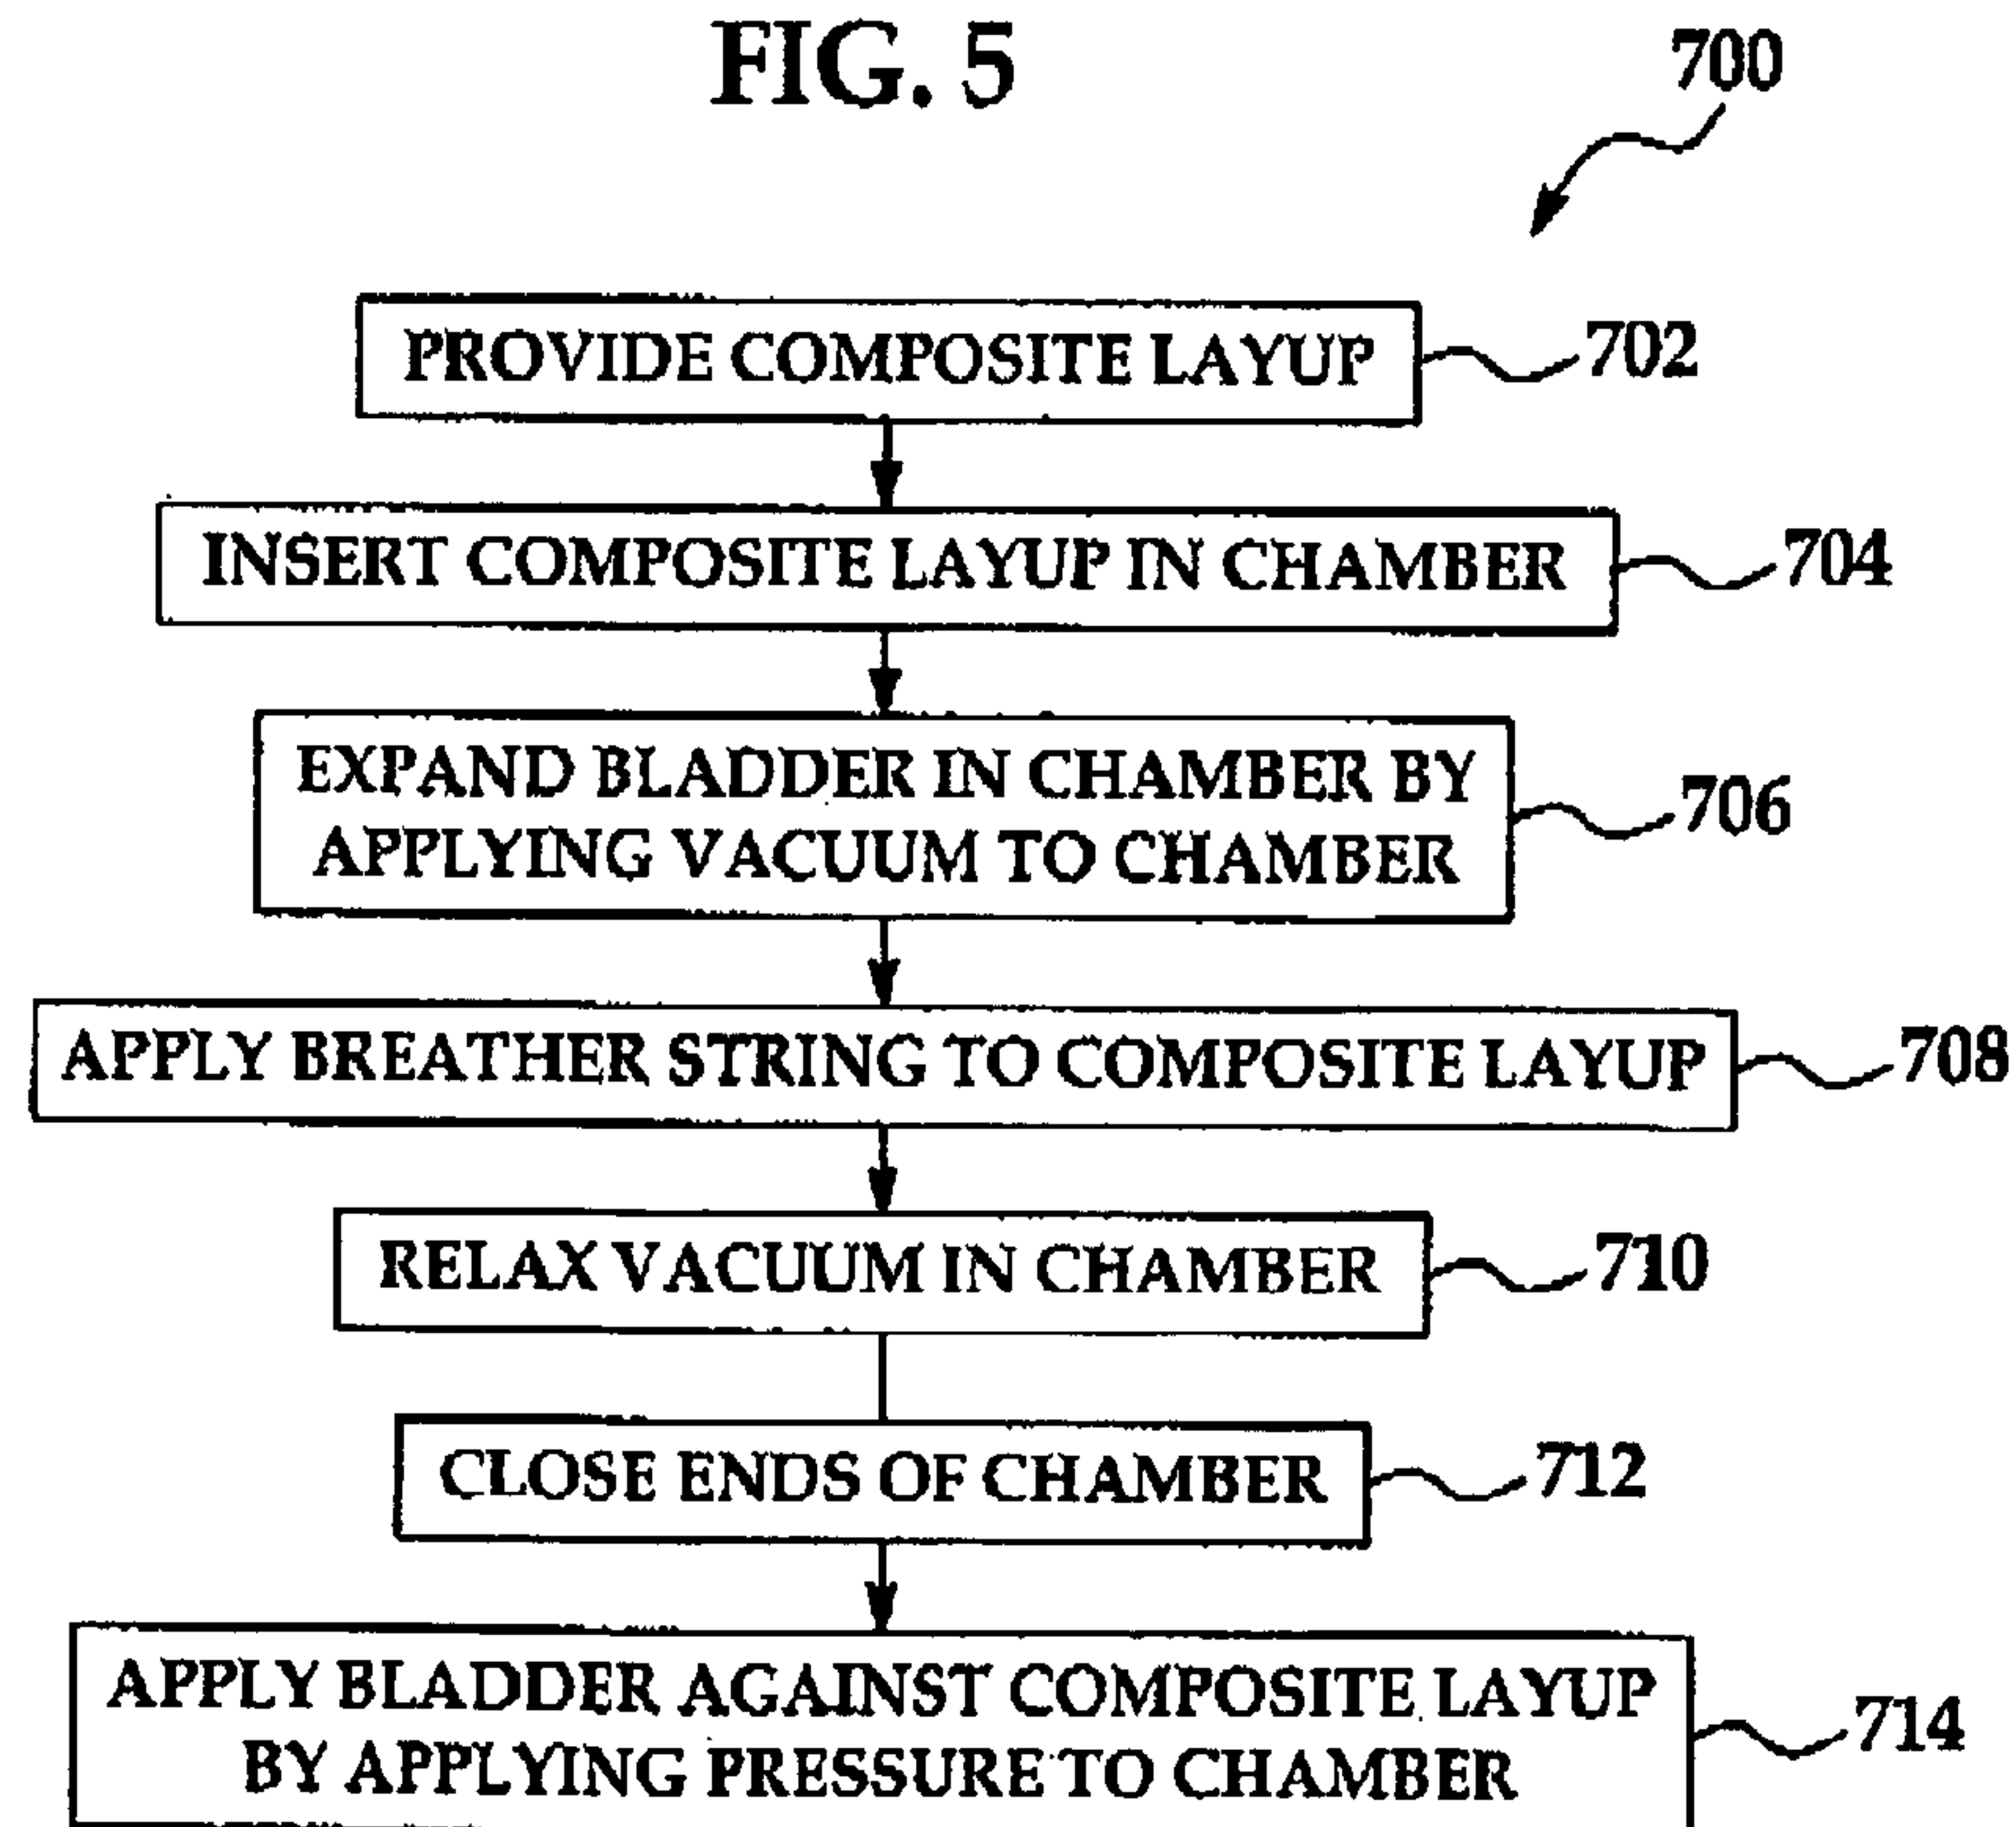 FIG. 5
700
PROVIDE COMPOSITE LAYUP
702
INSERT COMPOSITE LAYUP IN CHAMBER
704
EXPAND BLADDER IN CHAMBER BY
APPLYING VACUUM TO CHAMBER
706
APPLY BREATHER STRING TO COMPOSITE LAYUP
708
RELAX VACUUM IN CHAMBER
710
CLOSE ENDS OF CHAMBER
712
APPLY BLADDER AGAINST COMPOSITE LAYUP
BY APPLYING PRESSURE TO CHAMBER
714